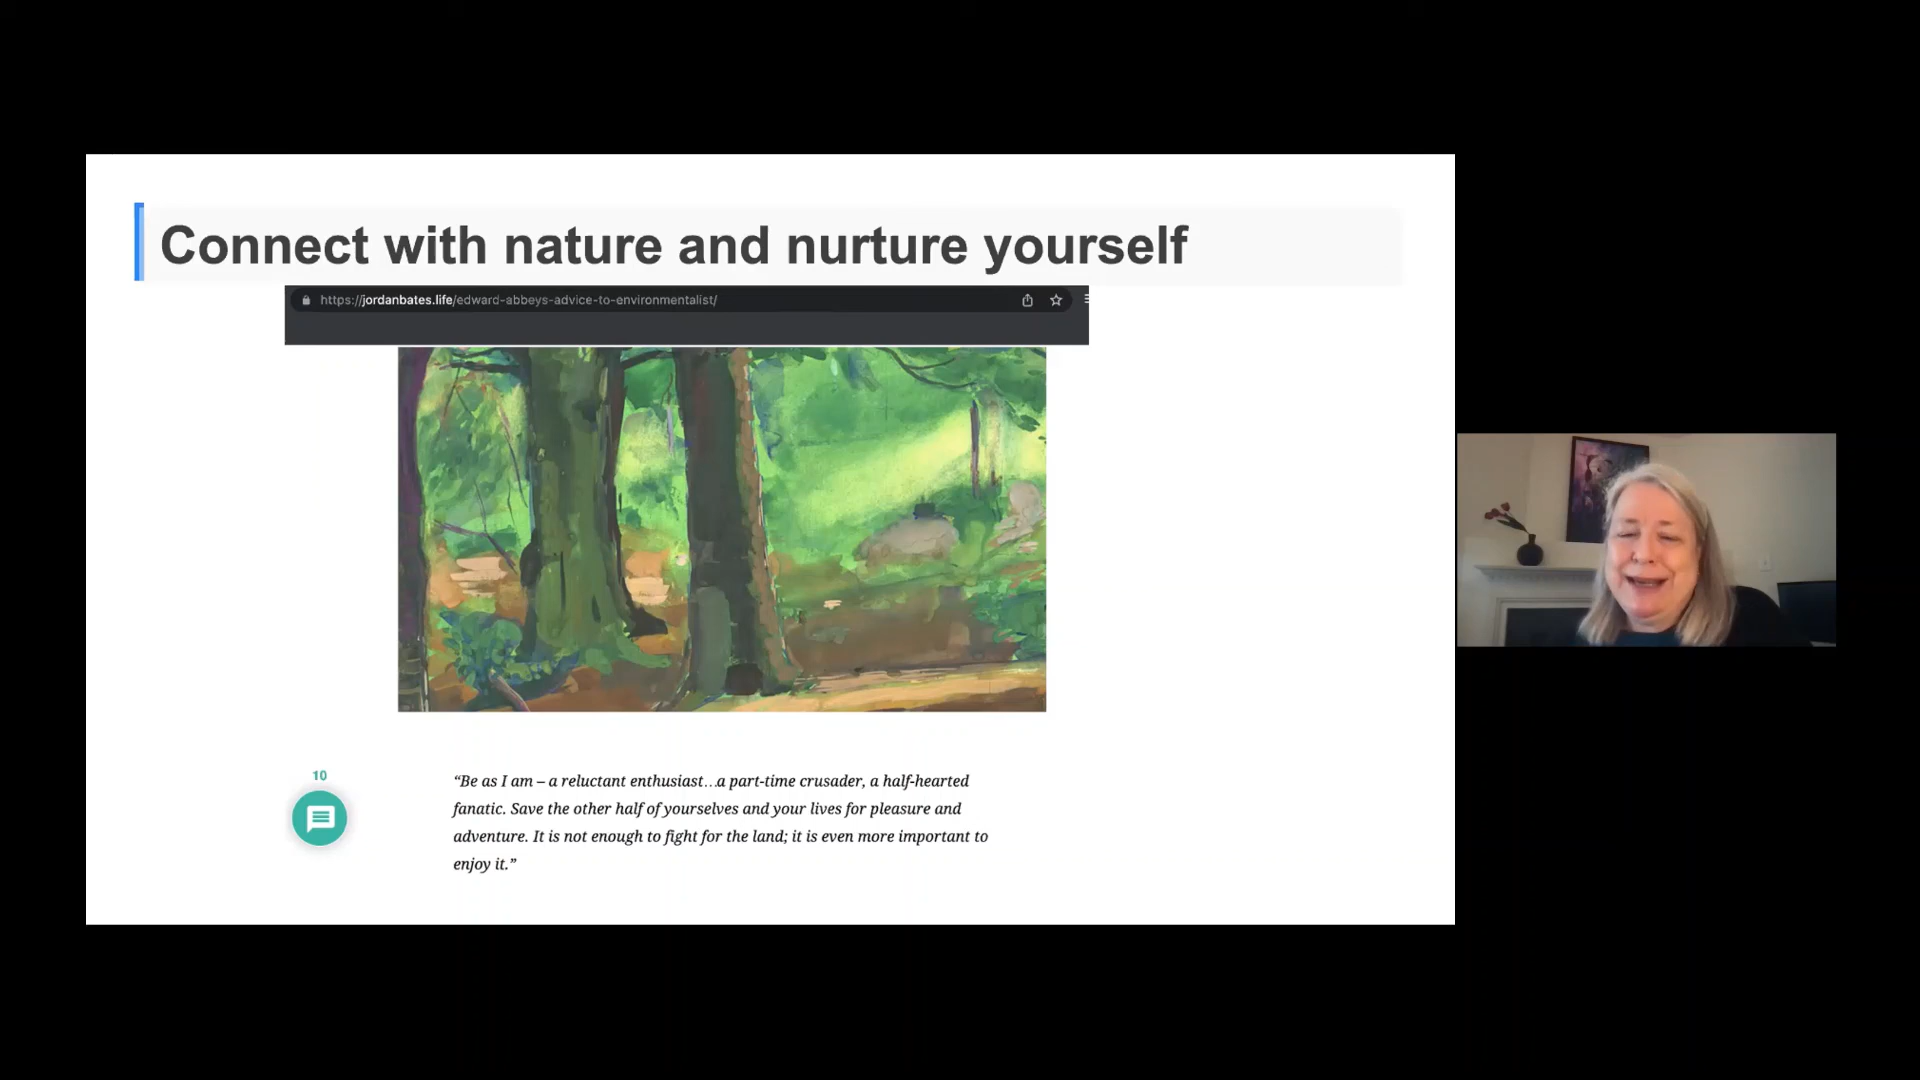 Connect with nature and nurture yourself
https://jordanbates.life/edward-abbeys-advice-to-environmentalist/
10
“Be as I am – a reluctant enthusiast…a part-time crusader, a half-hearted
fanatic. Save the other half of yourselves and your lives for pleasure and
adventure. It is not enough to fight for the land; it is even more important to
enjoy it.”